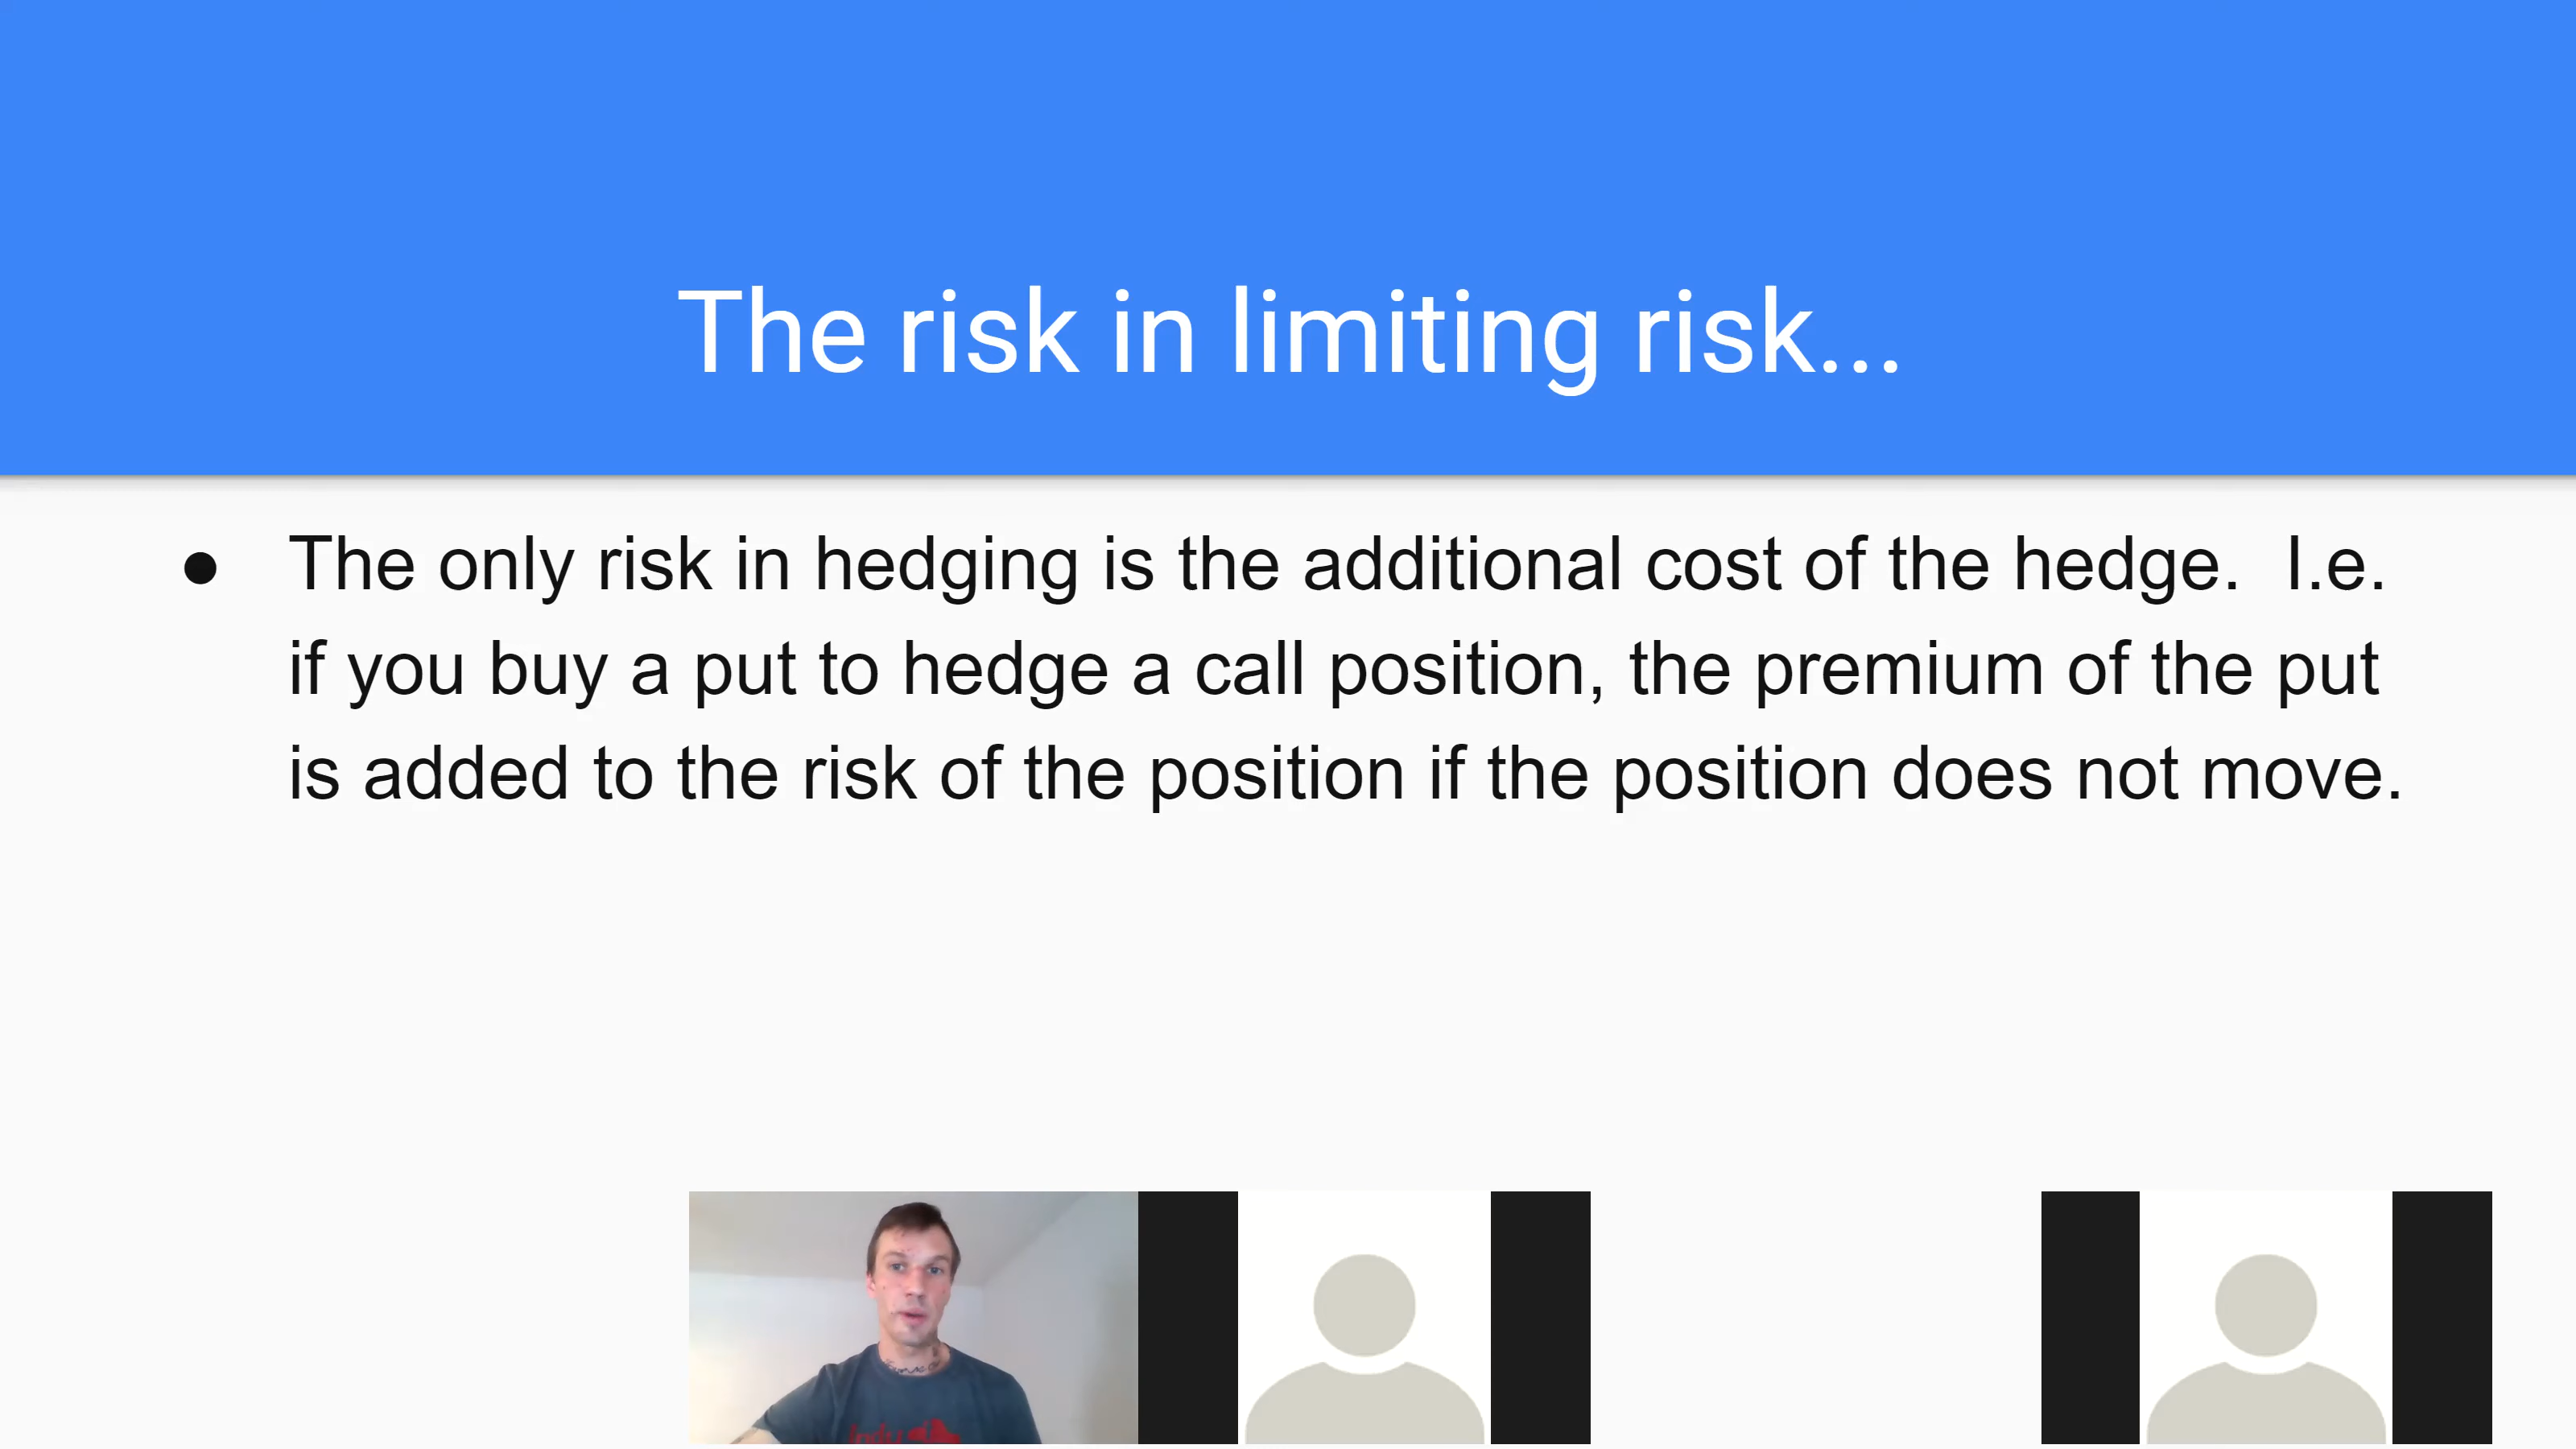 The risk in limiting risk...
● The only risk in hedging is the additional cost of the hedge.  I.e.
if you buy a put to hedge a call position, the premium of the put
is added to the risk of the position if the position does not move.
Indy